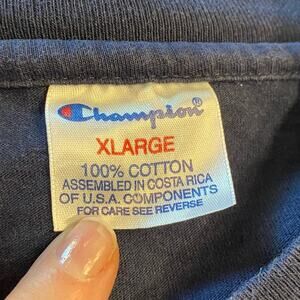 Champion®
XLARGE
100% COTTON
ASSEMBLED IN COSTA RICA
OF U.S.A. COMPONENTS
FOR CARE SEE REVERSE